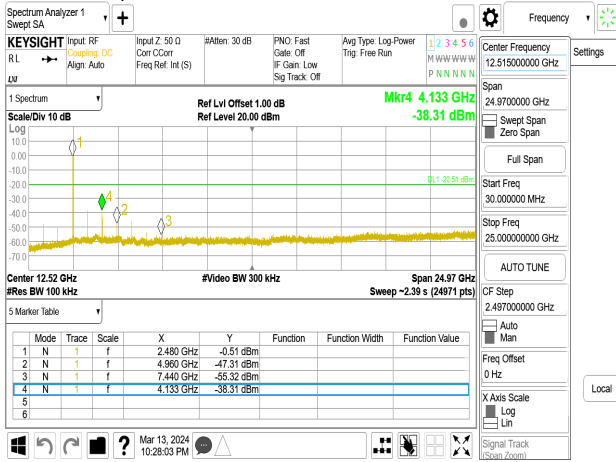 Spectrum Analyzer 1
Swept SA
Frequency
KEYSIGHT
Input: RF
Coupling: DC
Align: Auto
Input Z: 50 Ω
Corr CCorr
Freq Ref: Int (S)
#Atten: 30 dB
PNO: Fast
Gate: Off
IF Gain: Low
Sig Track: Off
Avg Type: Log-Power
Trig: Free Run
1 2 3 4 5 6
M W W W W W
P N N N N N
R L
LXI
Center Frequency
12.515000000 GHz
Settings
1 Spectrum
Scale/Div 10 dB
Ref Lvl Offset 1.00 dB
Ref Level 20.00 dBm
Mkr4 4.133 GHz
-38.31 dBm
Log
10.0
0.00
-10.0
-20.0
-30.0
-40.0
-50.0
-60.0
-70.0
1
4
2
3
DL1 -20.51 dBm
Center 12.52 GHz
#Video BW 300 kHz
Span 24.97 GHz
#Res BW 100 kHz
Sweep ~2.39 s (24971 pts)
Span
24.9700000 GHz
Swept Span
Zero Span
Full Span
Start Freq
30.000000 MHz
Stop Freq
25.000000000 GHz
AUTO TUNE
CF Step
2.497000000 GHz
Auto
Man
Freq Offset
0 Hz
X Axis Scale
Log
Lin
Signal Track
(Span Zoom)
Local
5 Marker Table
Mode Trace Scale X Y Function Function Width Function Value
1 N 1 f 2.480 GHz -0.51 dBm
2 N 1 f 4.960 GHz -47.31 dBm
3 N 1 f 7.440 GHz -55.32 dBm
4 N 1 f 4.133 GHz -38.31 dBm
5
6
?
Mar 13, 2024
10:28:03 PM